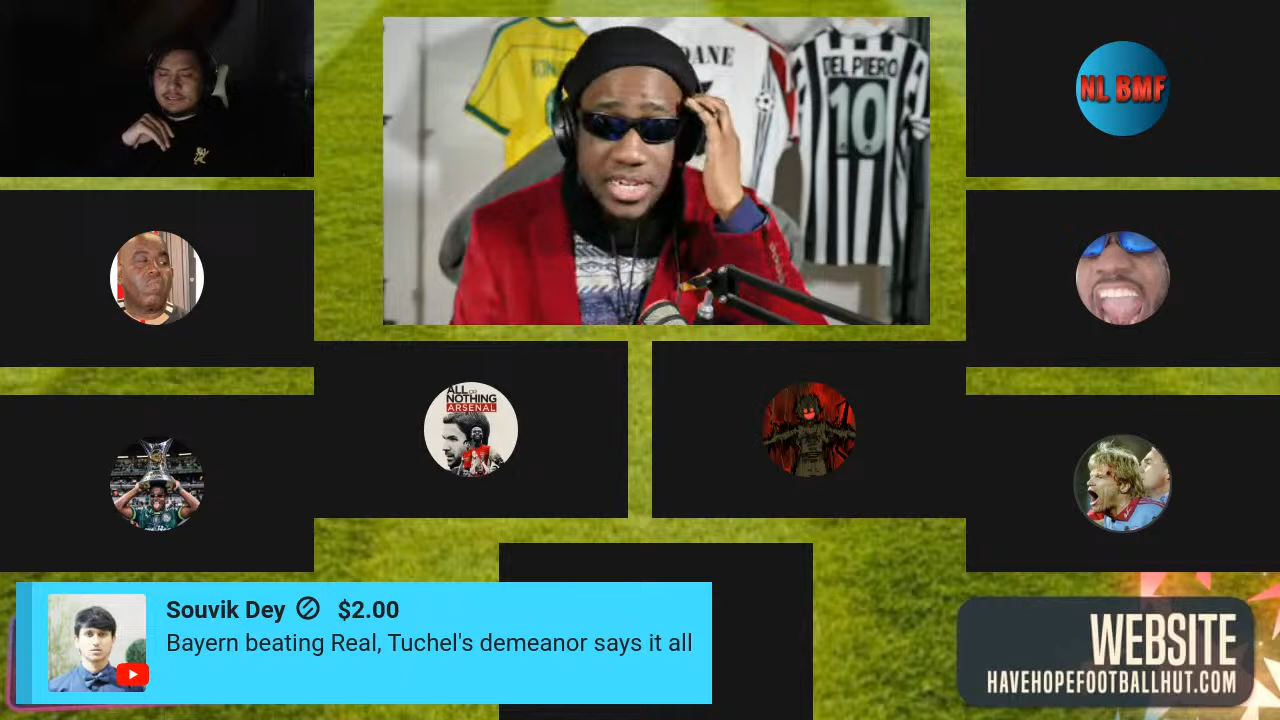 DANE
DEL PIERO
10
NL BMF
ALL or
NOTHING
ARSENAL
Souvik Dey $2.00
Bayern beating Real, Tuchel's demeanor says it all
WEBSITE
HAVEHOPEFOOTBALLHUT.COM